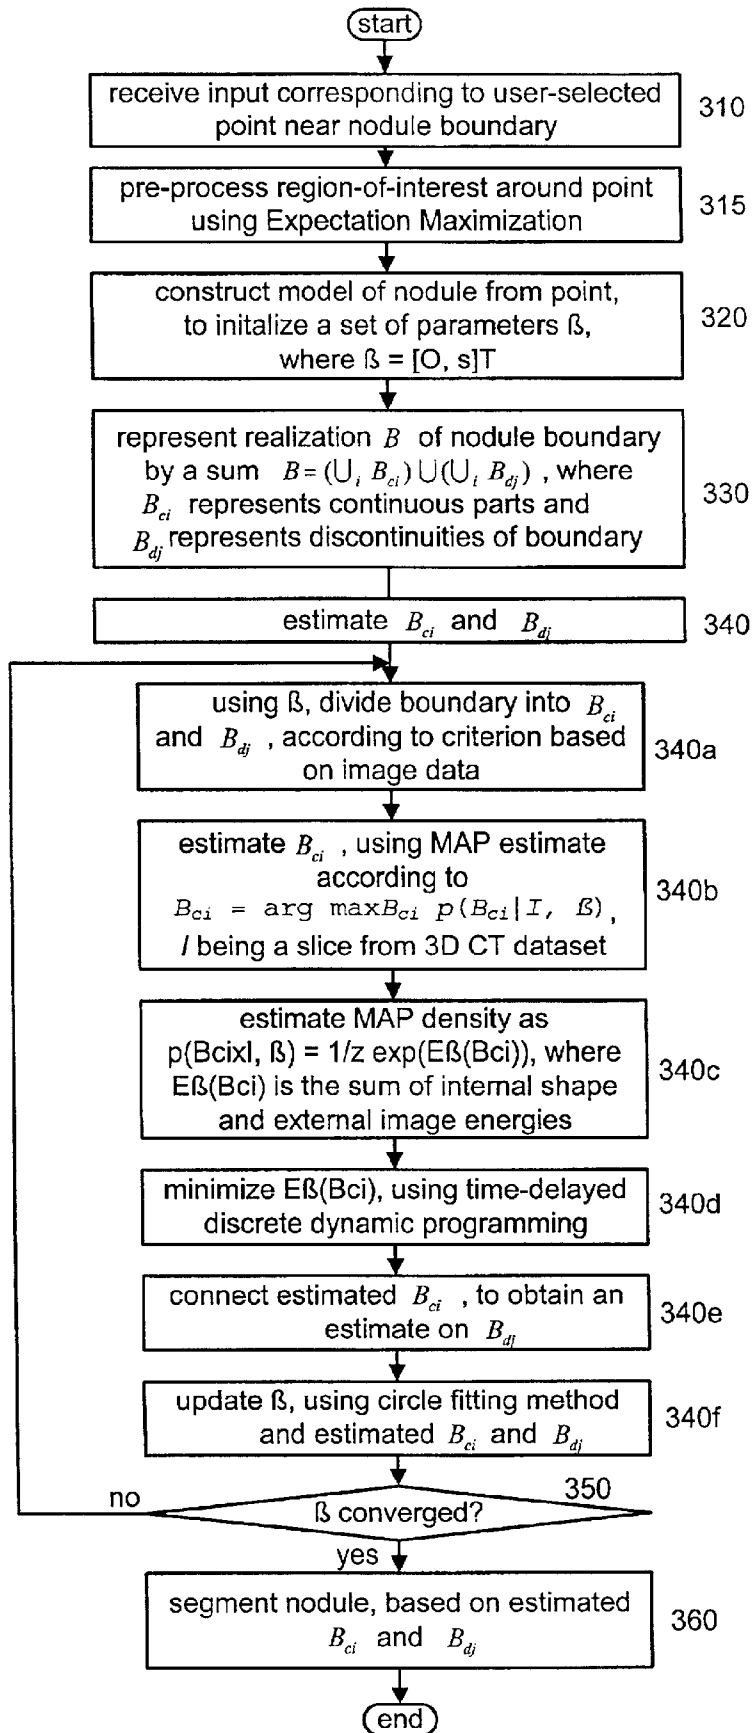 start
receive input corresponding to user-selected
point near nodule boundary
310
pre-process region-of-interest around point
using Expectation Maximization
315
construct model of nodule from point,
to initalize a set of parameters ß,
where ß = [O, s]T
320
represent realization B of nodule boundary
by a sum B = (⋃i Bci) ⋃ (⋃i Bdj) , where
Bci represents continuous parts and
Bdj represents discontinuities of boundary
330
estimate Bci and Bdj
340
using ß, divide boundary into Bci
and Bdj , according to criterion based
on image data
340a
estimate Bci , using MAP estimate
according to
Bci = arg maxBci p(Bci|I, ß),
I being a slice from 3D CT dataset
340b
estimate MAP density as
p(BcixI, ß) = 1/z exp(Eß(Bci)), where
Eß(Bci) is the sum of internal shape
and external image energies
340c
minimize Eß(Bci), using time-delayed
discrete dynamic programming
340d
connect estimated Bci , to obtain an
estimate on Bdj
340e
update ß, using circle fitting method
and estimated Bci and Bdj
340f
no
350
ß converged?
yes
segment nodule, based on estimated
Bci and Bdj
360
end